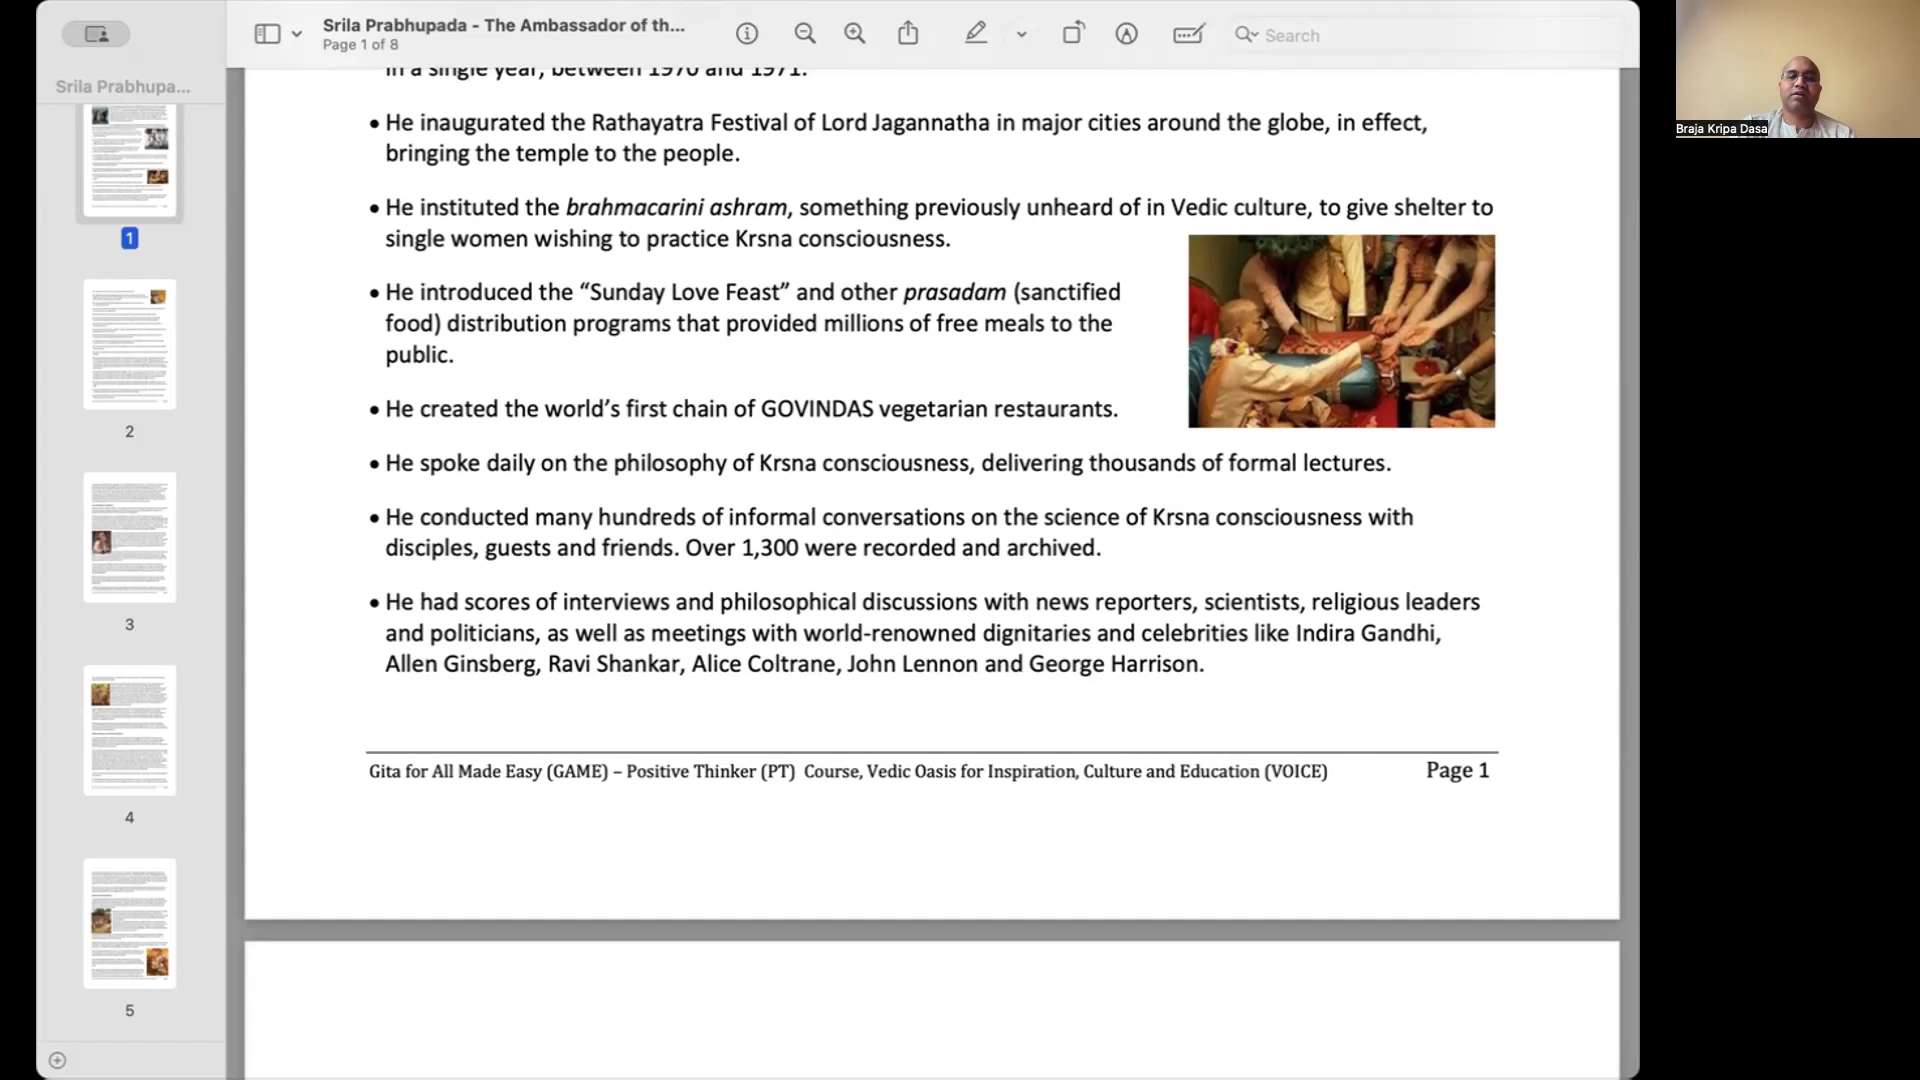 Srila Prabhupada - The Ambassador of th...
Page 1 of 8
Search
Srila Prabhupa...
1
2
3
4
5
in a single year, between 1970 and 1971.
• He inaugurated the Rathayatra Festival of Lord Jagannatha in major cities around the globe, in effect,
bringing the temple to the people.
• He instituted the brahmacarini ashram, something previously unheard of in Vedic culture, to give shelter to
single women wishing to practice Krsna consciousness.
• He introduced the “Sunday Love Feast” and other prasadam (sanctified
food) distribution programs that provided millions of free meals to the
public.
• He created the world’s first chain of GOVINDAS vegetarian restaurants.
• He spoke daily on the philosophy of Krsna consciousness, delivering thousands of formal lectures.
• He conducted many hundreds of informal conversations on the science of Krsna consciousness with
disciples, guests and friends. Over 1,300 were recorded and archived.
• He had scores of interviews and philosophical discussions with news reporters, scientists, religious leaders
and politicians, as well as meetings with world-renowned dignitaries and celebrities like Indira Gandhi,
Allen Ginsberg, Ravi Shankar, Alice Coltrane, John Lennon and George Harrison.
Gita for All Made Easy (GAME) – Positive Thinker (PT) Course, Vedic Oasis for Inspiration, Culture and Education (VOICE) Page 1
Braja Kripa Dasa